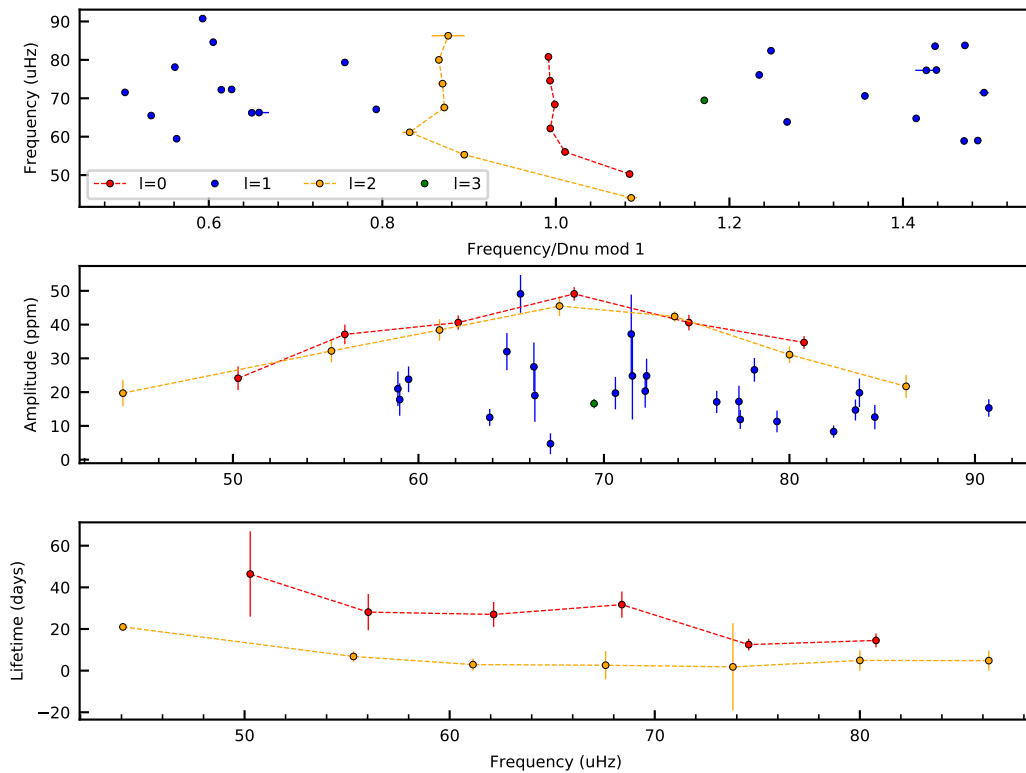 90
80
70
60
50
Frequency (uHz)
l=0 l=1 l=2 l=3
0.6 0.8 1.0 1.2 1.4
Frequency/Dnu mod 1
50
40
30
20
10
0
Amplitude (ppm)
50 60 70 80 90
60
40
20
0
−20
Lifetime (days)
50 60 70 80
Frequency (uHz)